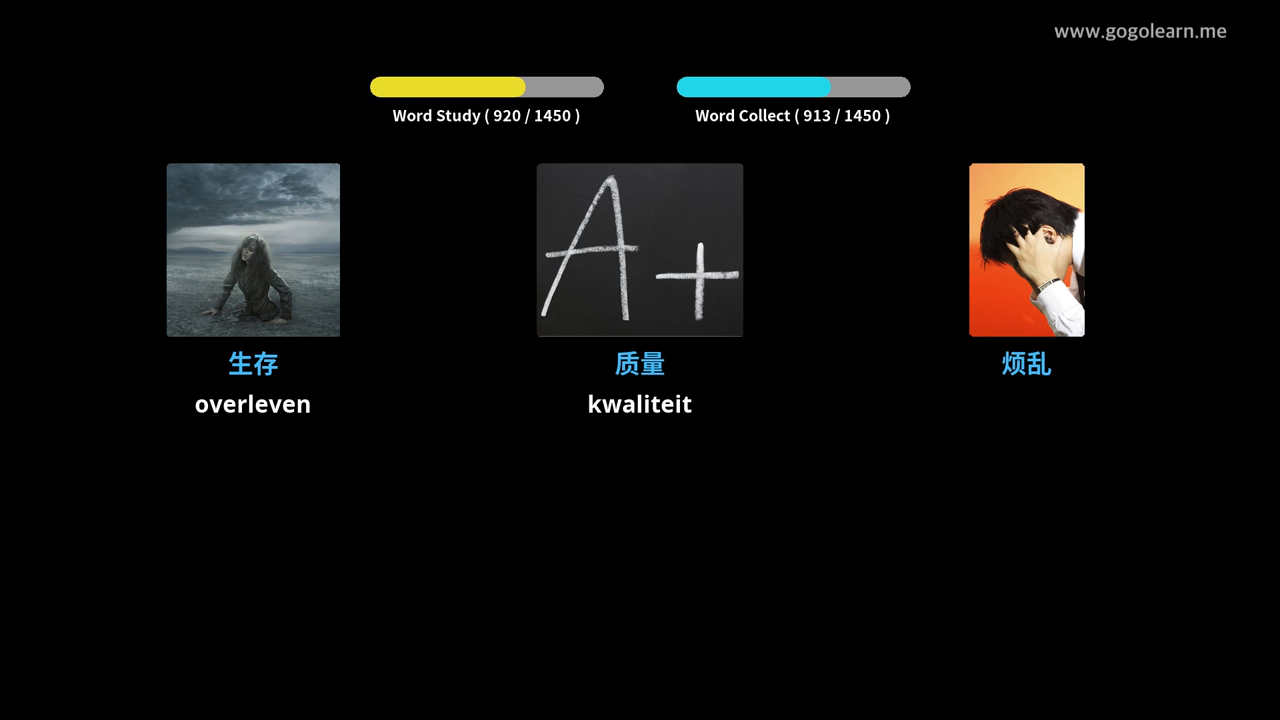 www.gogolearn.me
Word Study ( 920 / 1450 )
Word Collect ( 913 / 1450 )
A+
生存
质量
烦乱
overleven
kwaliteit